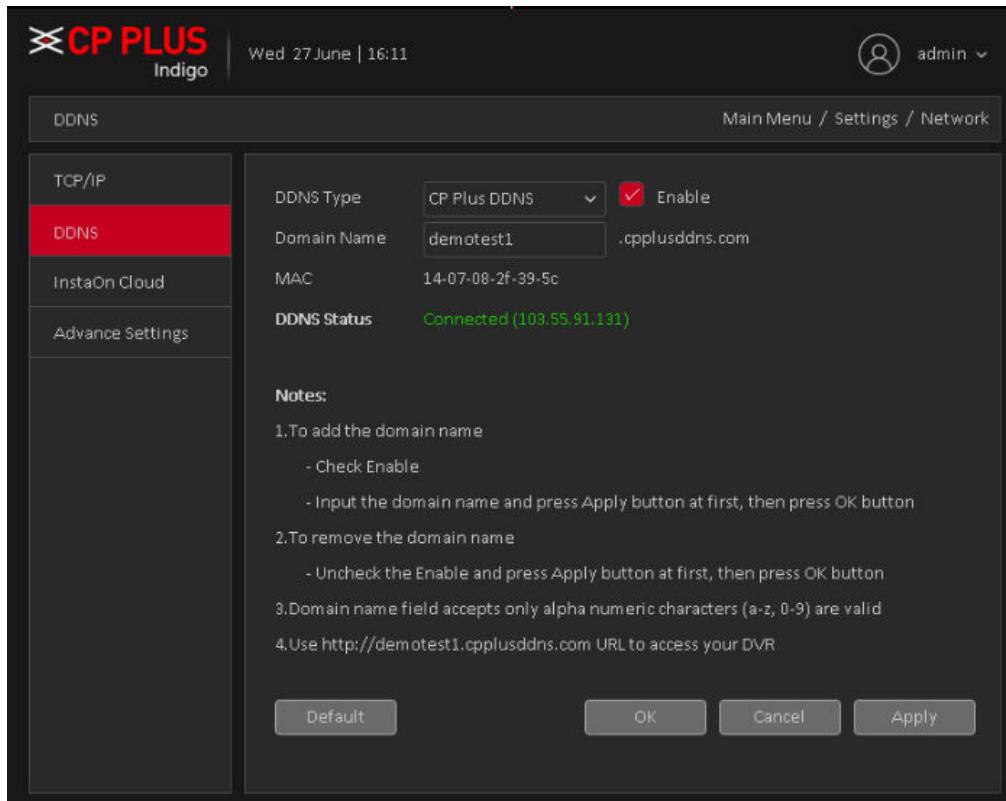 CP PLUS
Indigo
Wed 27 June | 16:11
admin
DDNS
Main Menu / Settings / Network
TCP/IP
DDNS
InstaOn Cloud
Advance Settings
DDNS Type CP Plus DDNS Enable
Domain Name demotest1 .cpplusddns.com
MAC 14-07-08-2f-39-5c
DDNS Status Connected (103.55.91.131)
Notes:
1.To add the domain name
- Check Enable
- Input the domain name and press Apply button at first, then press OK button
2.To remove the domain name
- Uncheck the Enable and press Apply button at first, then press OK button
3.Domain name field accepts only alpha numeric characters (a-z, 0-9) are valid
4.Use http://demotest1.cpplusddns.com URL to access your DVR
Default OK Cancel Apply